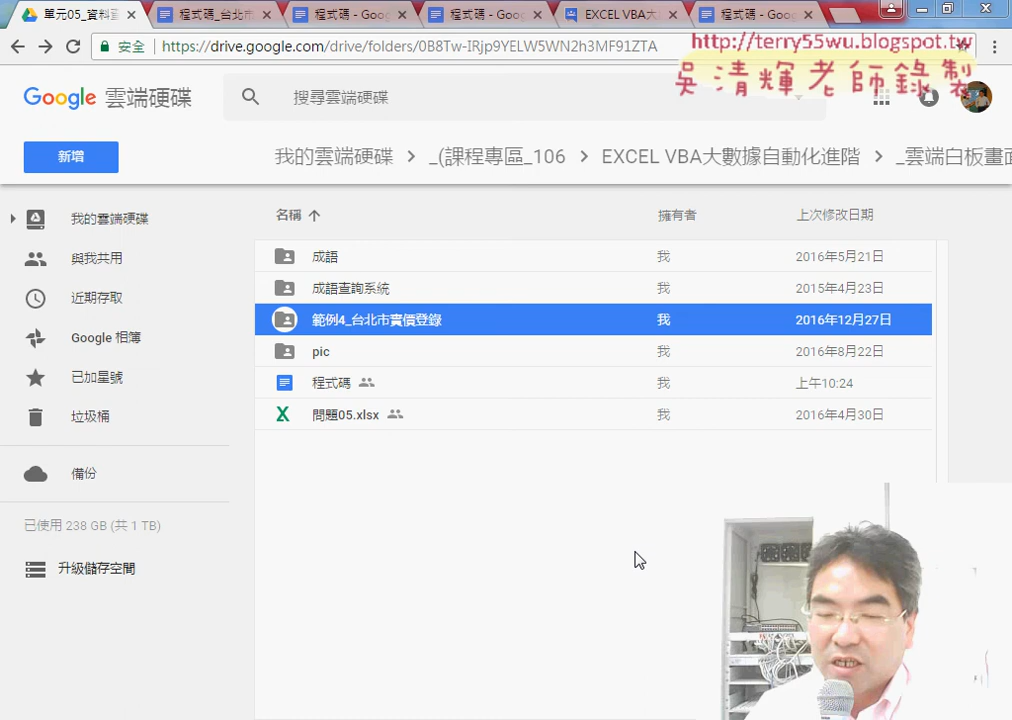 單元05_資料
程式碼_台北市
程式碼 - Goo
程式碼 - Goog
EXCEL VBA大
程式碼 - Goog
安全 https://drive.google.com/drive/folders/0B8Tw-IRjp9YELW5WN2h3MF91ZTA
http://terry55wu.blogspot.tw
吳清輝老師錄製
Google 雲端硬碟
搜尋雲端硬碟
新增
我的雲端硬碟 > _(課程專區_106 > EXCEL VBA大數據自動化進階 > _雲端白板畫面
我的雲端硬碟
與我共用
近期存取
Google 相簿
已加星號
垃圾桶
備份
已使用 238 GB (共 1 TB)
升級儲存空間
名稱 擁有者 上次修改日期
成語 我 2016年5月21日
成語查詢系統 我 2015年4月23日
範例4_台北市實價登錄 我 2016年12月27日
pic 我 2016年8月22日
程式碼 我 上午10:24
問題05.xlsx 我 2016年4月30日